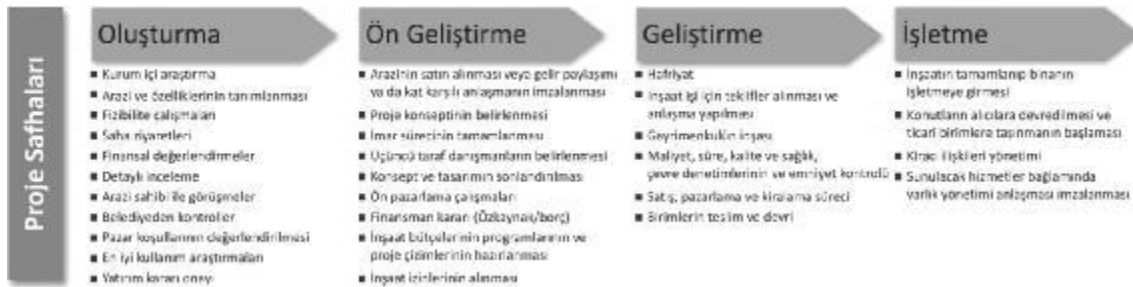 Proje Safhaları
Oluşturma
■ Kurum içi araştırma
■ Arazi ve özelliklerinin tanımlanması
■ Fizibilite çalışmaları
■ Saha ziyaretleri
■ Finansal değerlendirmeler
■ Detaylı inceleme
■ Arazi sahibi ile görüşmeler
■ Belediyeden kontroller
■ Pazar koşullarının değerlendirilmesi
■ En iyi kullanım araştırmaları
■ Yatırım kararı onayı
Ön Geliştirme
■ Arazinin satın alınması veya gelir paylaşımı
ya da kat karşılı anlaşmanın imzalanması
■ Proje konseptinin belirlenmesi
■ İmar sürecinin tamamlanması
■ Üçüncü taraf danışmanların belirlenmesi
■ Konsept ve tasarımın sonlandırılması
■ Ön pazarlama çalışmaları
■ Finansman kararı (Özkaynak/borç)
■ İnşaat bütçelerinin programlarının ve
proje çizimlerinin hazırlanması
■ İnşaat izinlerinin alınması
Geliştirme
■ Hafriyat
■ İnşaat işi için teklifler alınması ve
anlaşma yapılması
■ Gayrimenkulün inşası
■ Maliyet, süre, kalite ve sağlık,
çevre denetimlerinin ve emniyet kontrolü
■ Satış, pazarlama ve kiralama süreci
■ Birimlerin teslim ve devri
İşletme
■ İnşaatın tamamlanıp binanın
işletmeye girmesi
■ Konutların alıcılara devredilmesi ve
ticari birimlere taşınmanın başlaması
■ Kiracı ilişkileri yönetimi
■ Sunulacak hizmetler bağlamında
varlık yönetimi anlaşması imzalanması